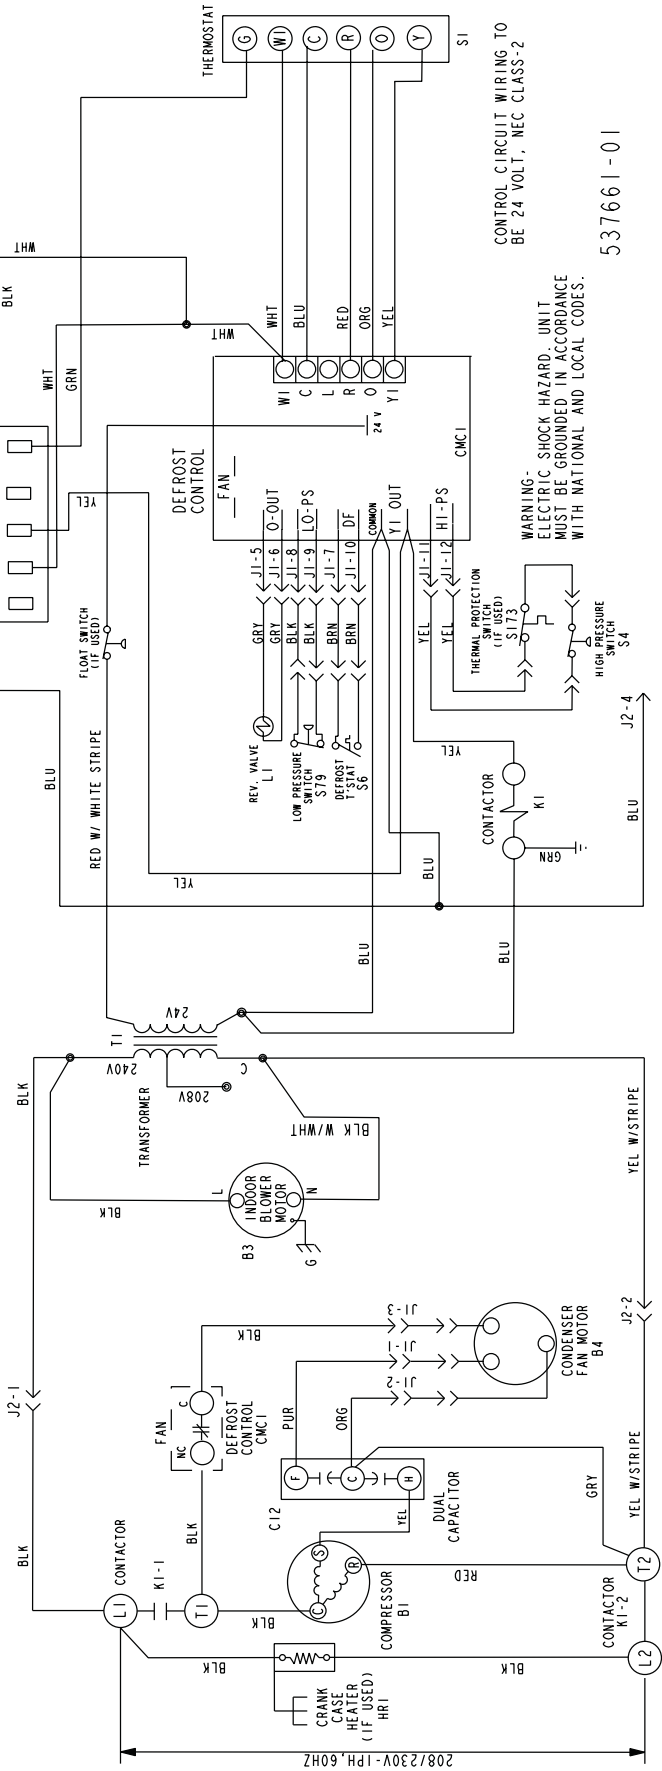 THERMOSTAT
G
W1
C
R
O
Y
S1
CONTROL CIRCUIT WIRING TO
BE 24 VOLT, NEC CLASS-2
537661-01
WARNING-
ELECTRIC SHOCK HAZARD. UNIT
MUST BE GROUNDED IN ACCORDANCE
WITH NATIONAL AND LOCAL CODES.
WHT
BLK
WHT
GRN
WHT
WHT
BLU
RED
ORG
YEL
W1
C
L
R
O
Y1
24 V
DEFROST
CONTROL
FAN
CMC1
O-OUT
LO-PS
DF
COMMON
Y1 OUT
HI-PS
J1-5
J1-6
J1-8
J1-9
J1-7
J1-10
J1-11
J1-12
GRY
GRY
BLK
BLK
BRN
BRN
YEL
YEL
YEL
FLOAT SWITCH
(IF USED)
THERMAL PROTECTION
SWITCH
(IF USED)
S173
HIGH PRESSURE
SWITCH
S4
REV. VALVE
L1
LOW PRESSURE
SWITCH
S79
DEFROST
T'STAT
S6
J2-4
BLU
RED W/ WHITE STRIPE
YEL
YEL
CONTACTOR
K1
GRN
BLU
BLU
BLU
BLU
24V
T1
240V
208V
C
TRANSFORMER
BLK
BLK W/WHT
YEL W/STRIPE
BLK
L
INDOOR
BLOWER
MOTOR
N
B3
G
J2-1
J2-2
BLK
J1-3
J1-1
J1-2
CONDENSER
FAN MOTOR
B4
FAN
C
NC
DEFROST
CONTROL
CMC1
PUR
ORG
C12
F
C
H
DUAL
CAPACITOR
GRY
YEL W/STRIPE
BLK
BLK
YEL
CONTACTOR
L1
K1-1
T1
BLK
S
R
C
COMPRESSOR
B1
RED
T2
CONTACTOR
K1-2
L2
BLK
BLK
CRANK
CASE
HEATER
(IF USED)
HR1
208/230V-1PH,60HZ